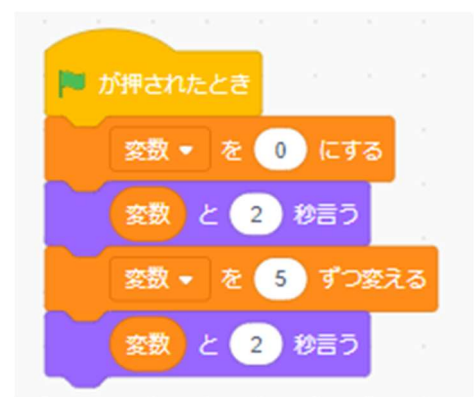 が押されたとき
変数 を 0 にする
変数 と 2 秒言う
変数 を 5 ずつ変える
変数 と 2 秒言う